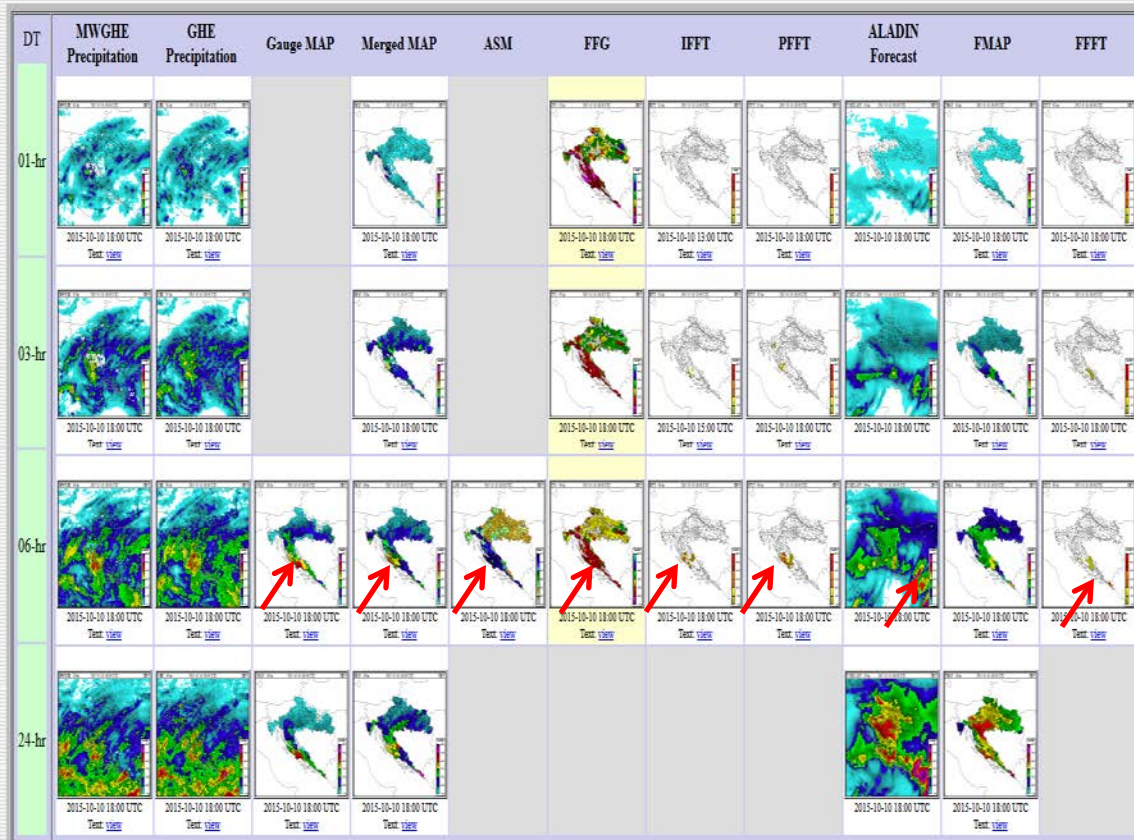 DT
MWGHE
Precipitation
GHE
Precipitation
Gauge MAP
Merged MAP
ASM
FFG
IFFT
PFFT
ALADIN
Forecast
FMAP
FFFT
01-hr
2015-10-10 18:00 UTC 2015-10-10 18:00 UTC 2015-10-10 18:00 UTC 2015-10-10 18:00 UTC 2015-10-10 13:00 UTC 2015-10-10 18:00 UTC 2015-10-10 18:00 UTC 2015-10-10 18:00 UTC 2015-10-10 18:00 UTC
Text: view Text: view Text: view Text: view Text: view Text: view Text: view Text: view
03-hr
2015-10-10 18:00 UTC 2015-10-10 18:00 UTC 2015-10-10 18:00 UTC 2015-10-10 18:00 UTC 2015-10-10 15:00 UTC 2015-10-10 18:00 UTC 2015-10-10 18:00 UTC 2015-10-10 18:00 UTC 2015-10-10 18:00 UTC
Text: view Text: view Text: view Text: view Text: view Text: view Text: view Text: view
06-hr
2015-10-10 18:00 UTC 2015-10-10 18:00 UTC 2015-10-10 18:00 UTC 2015-10-10 18:00 UTC 2015-10-10 18:00 UTC 2015-10-10 18:00 UTC 2015-10-10 18:00 UTC 2015-10-10 18:00 UTC 2015-10-10 18:00 UTC 2015-10-10 18:00 UTC 2015-10-10 18:00 UTC
Text: view Text: view Text: view Text: view Text: view Text: view Text: view Text: view Text: view Text: view
24-hr
2015-10-10 18:00 UTC 2015-10-10 18:00 UTC 2015-10-10 18:00 UTC 2015-10-10 18:00 UTC 2015-10-10 18:00 UTC 2015-10-10 18:00 UTC
Text: view Text: view Text: view Text: view Text: view